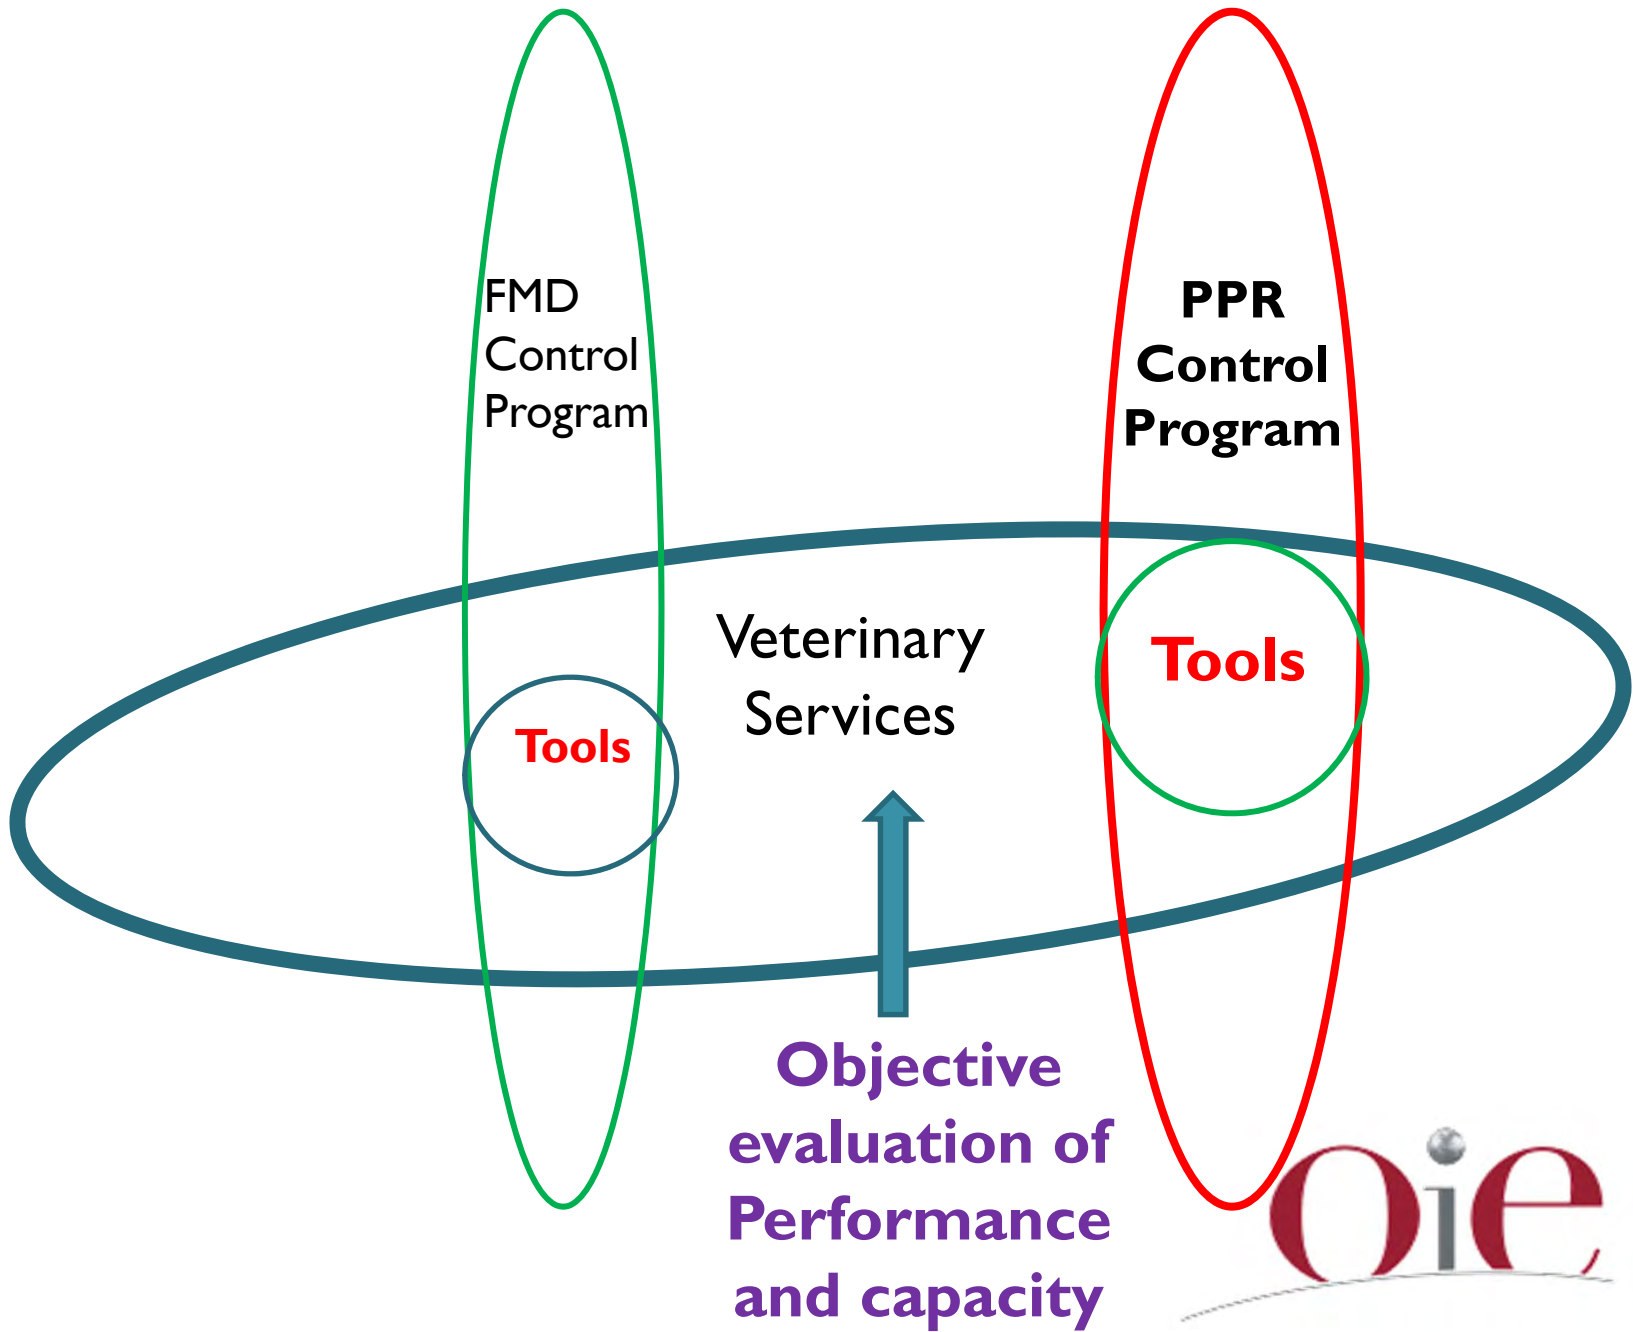 FMD
Control
Program
PPR
Control
Program
Veterinary
Services
Tools
Tools
Objective
evaluation of
Performance
and capacity
oie